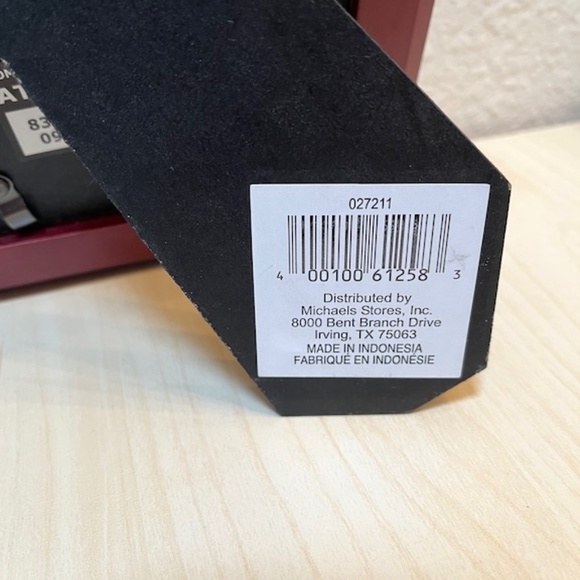 027211
4 00100 61258 3
Distributed by
Michaels Stores, Inc.
8000 Bent Branch Drive
Irving, TX 75063
MADE IN INDONESIA
FABRIQUÉ EN INDONÉSIE